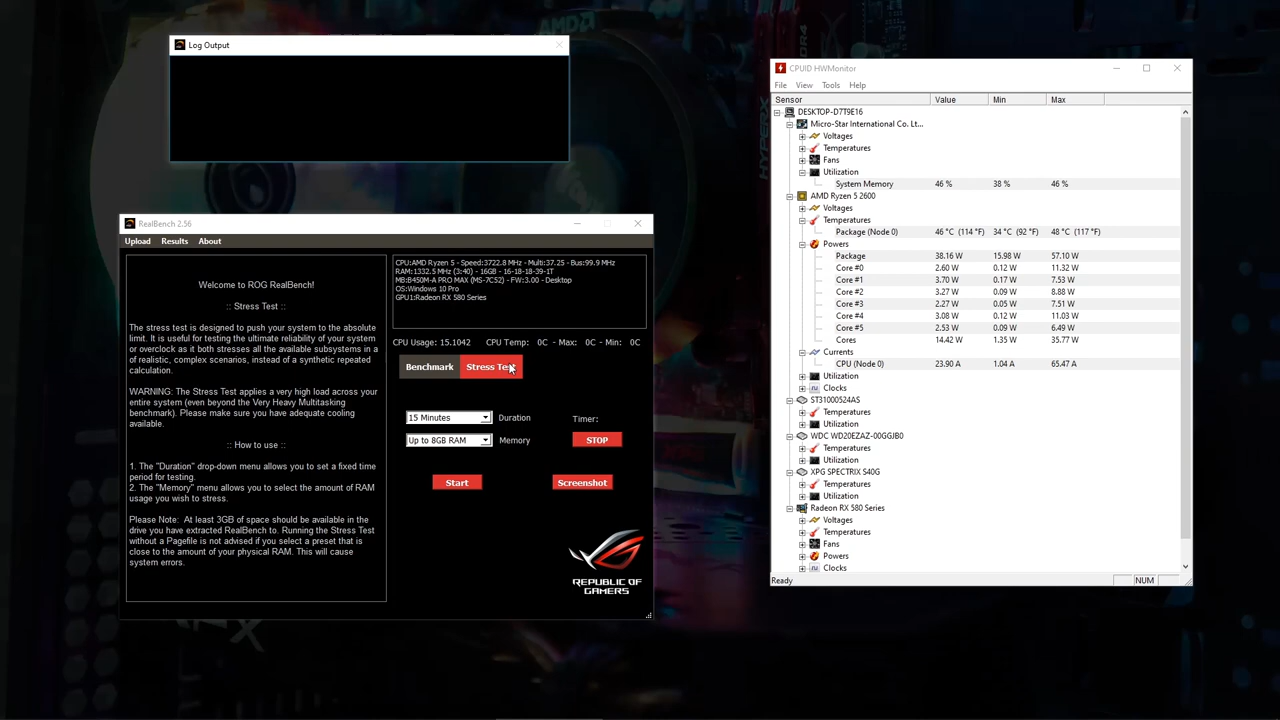 Log Output
RealBench 2.56
Upload Results About
Welcome to ROG RealBench!
:: Stress Test ::
The stress test is designed to push your system to the absolute
limit. It is useful for testing the ultimate reliability of your system
or overclock as it both stresses all the available subsystems in a
of realistic, complex scenarios, instead of a synthetic repeated
calculation.
WARNING: The Stress Test applies a very high load across your
entire system (even beyond the Very Heavy Multitasking
benchmark). Please make sure you have adequate cooling
available.
:: How to use ::
1. The "Duration" drop-down menu allows you to set a fixed time
period for testing.
2. The "Memory" menu allows you to select the amount of RAM
usage you wish to stress.
Please Note: At least 3GB of space should be available in the
drive you have extracted RealBench to. Running the Stress Test
without a Pagefile is not advised if you select a preset that is
close to the amount of your physical RAM. This will cause
system errors.
CPU:AMD Ryzen 5 - Speed:3722.8 MHz - Multi:37.25 - Bus:99.9 MHz
RAM:1332.5 MHz (3:40) - 16GB - 16-18-18-39-1T
MB:B450M-A PRO MAX (MS-7C52) - FW:3.00 - Desktop
OS:Windows 10 Pro
GPU1:Radeon RX 580 Series
CPU Usage: 15.1042 CPU Temp: 0C - Max: 0C - Min: 0C
Benchmark Stress Test
15 Minutes Duration Timer:
Up to 8GB RAM Memory STOP
Start Screenshot
REPUBLIC OF
GAMERS
CPUID HWMonitor
File View Tools Help
Sensor Value Min Max
DESKTOP-D7T9E16
Micro-Star International Co. Lt...
Voltages
Temperatures
Fans
Utilization
System Memory 46 % 38 % 46 %
AMD Ryzen 5 2600
Voltages
Temperatures
Package (Node 0) 46 °C (114 °F) 34 °C (92 °F) 48 °C (117 °F)
Powers
Package 38.16 W 15.98 W 57.10 W
Core #0 2.60 W 0.12 W 11.32 W
Core #1 3.70 W 0.17 W 7.53 W
Core #2 3.27 W 0.09 W 8.88 W
Core #3 2.27 W 0.05 W 7.51 W
Core #4 3.08 W 0.12 W 11.03 W
Core #5 2.53 W 0.09 W 6.49 W
Cores 14.42 W 1.35 W 35.77 W
Currents
CPU (Node 0) 23.90 A 1.04 A 65.47 A
Utilization
Clocks
ST31000524AS
Temperatures
Utilization
WDC WD20EZAZ-00GGJB0
Temperatures
Utilization
XPG SPECTRIX S40G
Temperatures
Utilization
Radeon RX 580 Series
Voltages
Temperatures
Fans
Powers
Clocks
Ready NUM
AMD
HYPERX